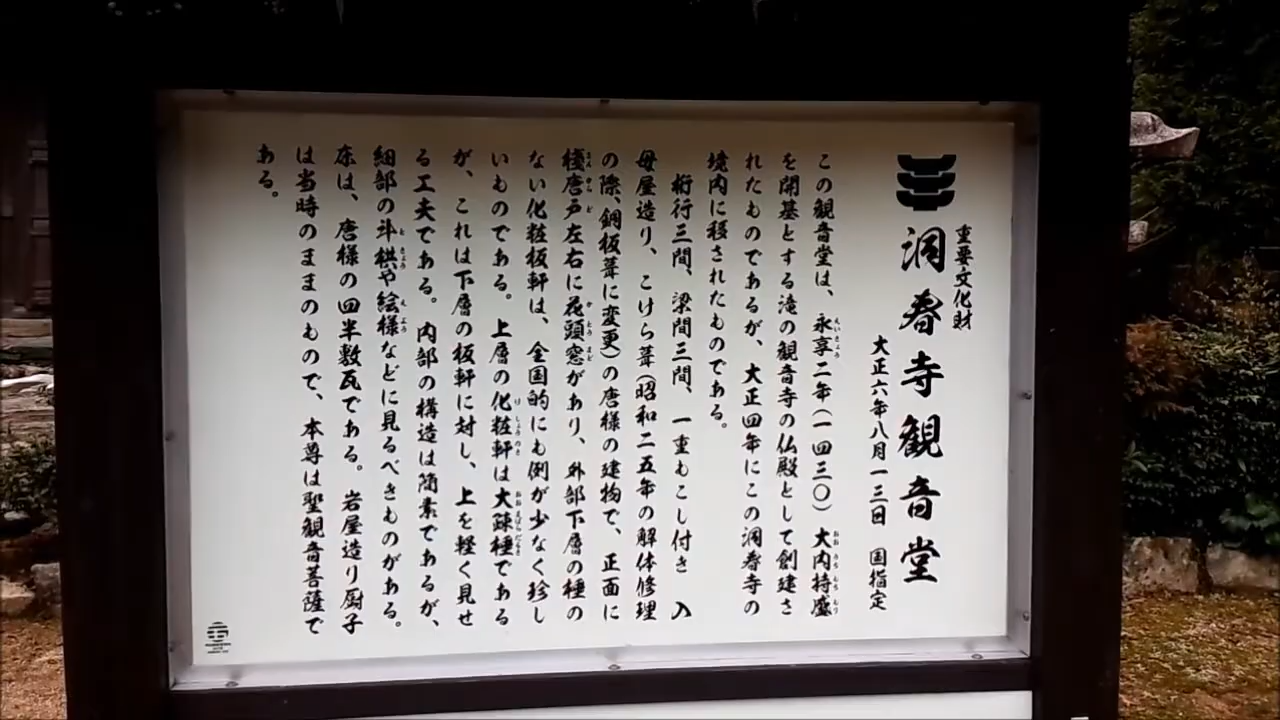 重要文化財
洞春寺観音堂
大正六年八月一三日 国指定
この観音堂は、永享二年(一四三〇)大内持盛
を開基とする滝の観音寺の仏殿として創建さ
れたものであるが、大正四年にこの洞春寺の
境内に移されたものである。
桁行三間、梁間三間、一重もこし付き 入
母屋造り、こけら葺(昭和二五年の解体修理
の際、銅板葺に変更)の唐様の建物で、正面に
棧唐戸左右に花頭窓があり、外部下層の種の
ない化粧板軒は、全国的にも例が少なく珍し
いものである。上層の化粧軒は大疎種である
が、これは下層の板軒に対し、上を軽く見せ
る工夫である。内部の構造は簡素であるが、
細部の斗栱や絵様などに見るべきものがある。
床は、唐様の四半敷瓦である。岩屋造り厨子
は当時のままのもので、本尊は聖観音菩薩で
ある。